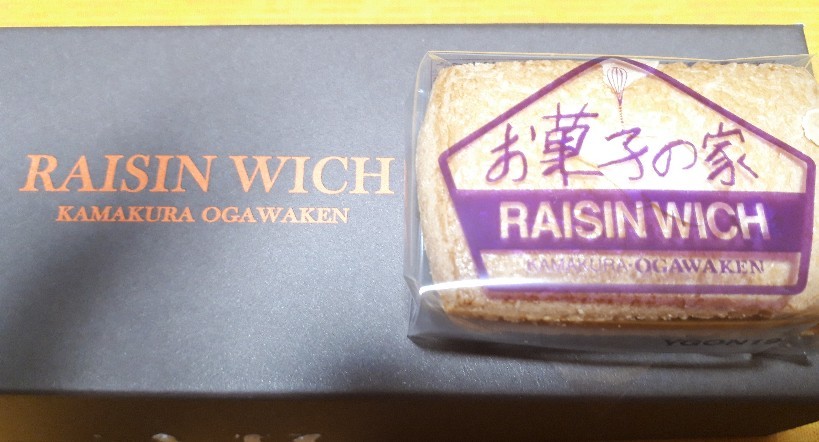 RAISIN WICH
KAMAKURA OGAWAKEN
お菓子の家
RAISIN WICH
KAMAKURA・OGAWAKEN